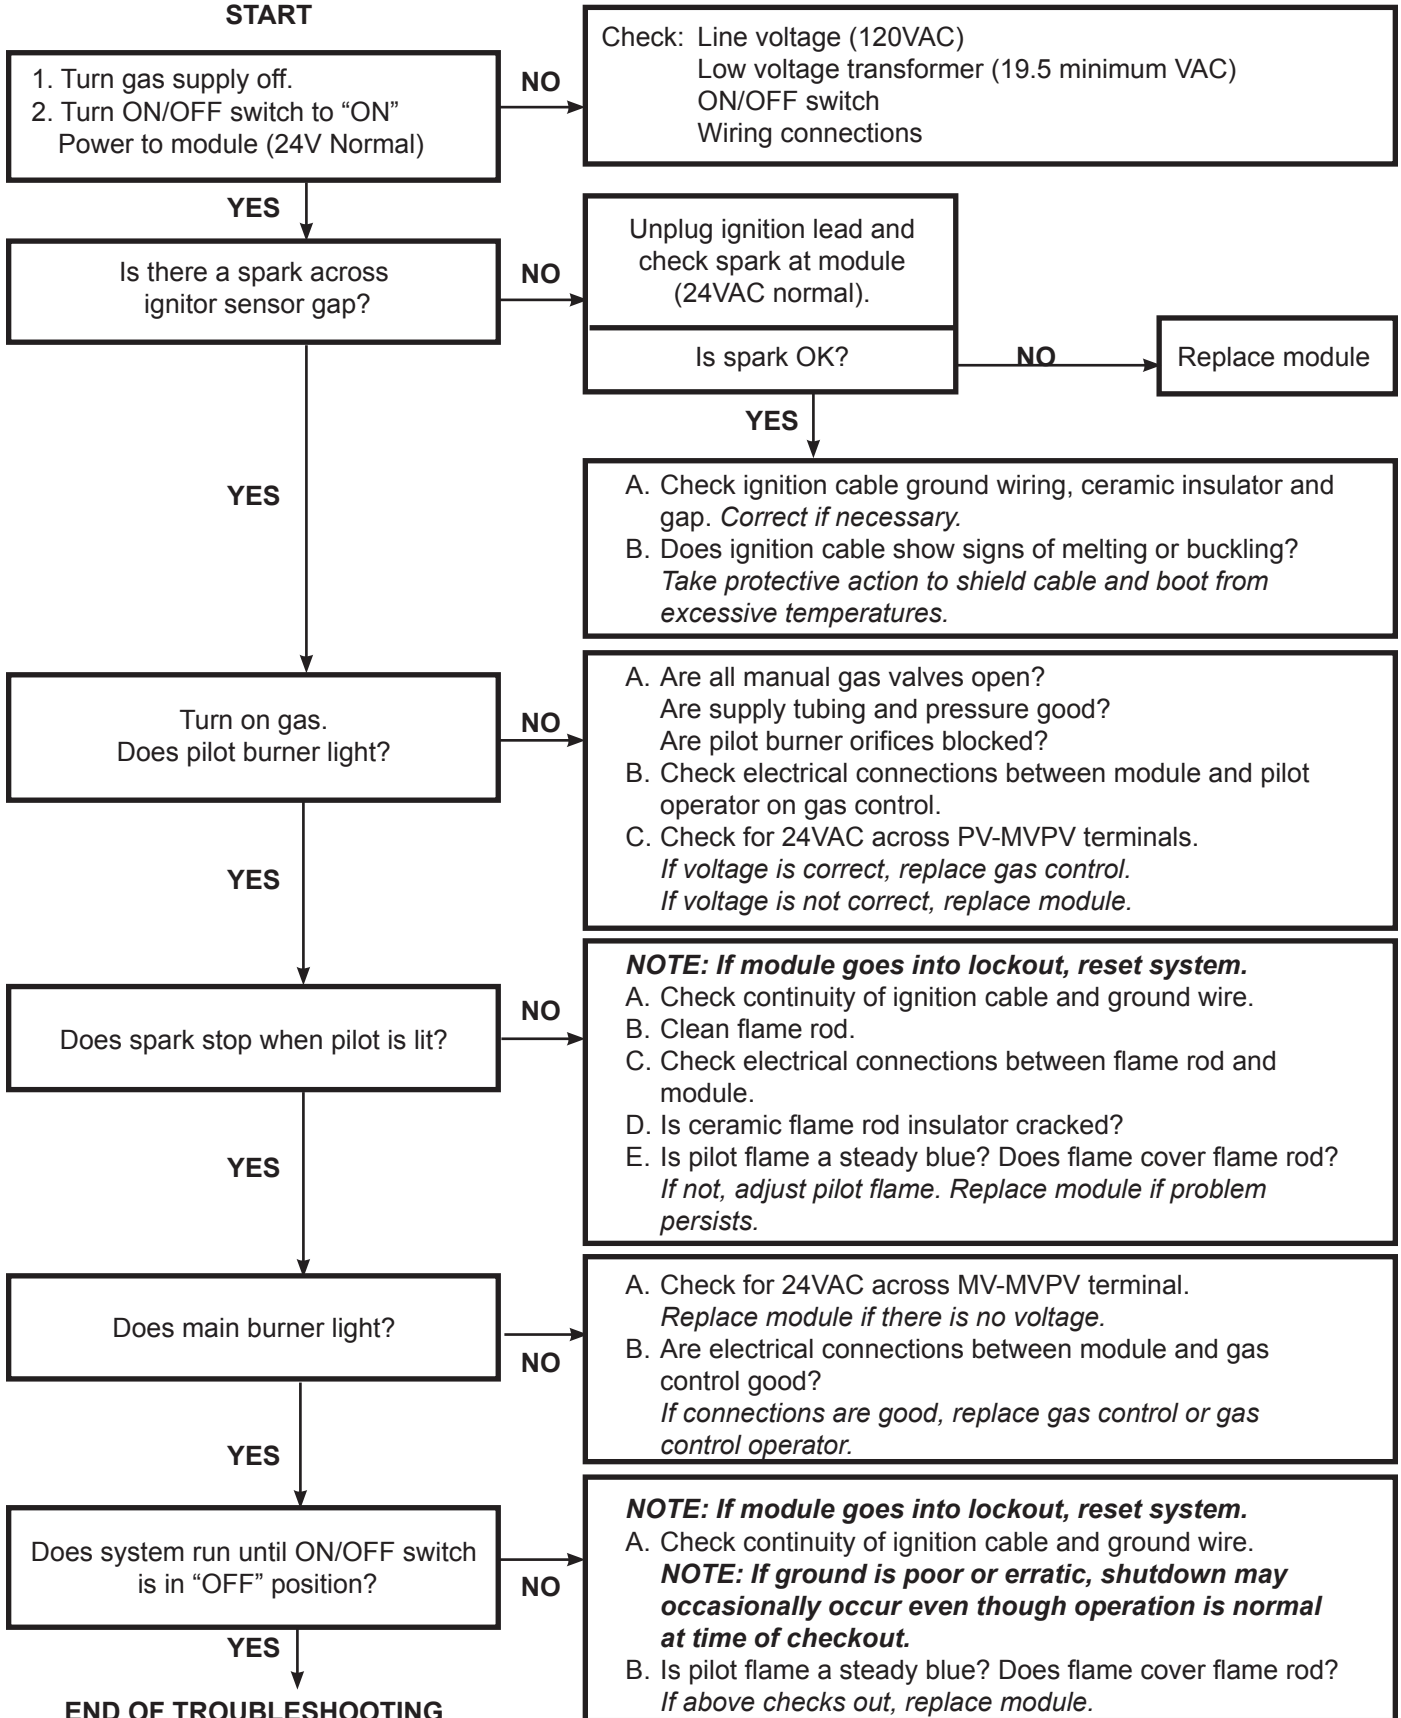 START
1. Turn gas supply off.
2. Turn ON/OFF switch to “ON”
Power to module (24V Normal)
NO
Check: Line voltage (120VAC)
Low voltage transformer (19.5 minimum VAC)
ON/OFF switch
Wiring connections
YES
Is there a spark across
ignitor sensor gap?
NO
Unplug ignition lead and
check spark at module
(24VAC normal).
Is spark OK?
NO
Replace module
YES
A. Check ignition cable ground wiring, ceramic insulator and
gap. Correct if necessary.
B. Does ignition cable show signs of melting or buckling?
Take protective action to shield cable and boot from
excessive temperatures.
YES
Turn on gas.
Does pilot burner light?
NO
A. Are all manual gas valves open?
Are supply tubing and pressure good?
Are pilot burner orifices blocked?
B. Check electrical connections between module and pilot
operator on gas control.
C. Check for 24VAC across PV-MVPV terminals.
If voltage is correct, replace gas control.
If voltage is not correct, replace module.
YES
Does spark stop when pilot is lit?
NO
NOTE: If module goes into lockout, reset system.
A. Check continuity of ignition cable and ground wire.
B. Clean flame rod.
C. Check electrical connections between flame rod and
module.
D. Is ceramic flame rod insulator cracked?
E. Is pilot flame a steady blue? Does flame cover flame rod?
If not, adjust pilot flame. Replace module if problem
persists.
YES
Does main burner light?
NO
A. Check for 24VAC across MV-MVPV terminal.
Replace module if there is no voltage.
B. Are electrical connections between module and gas
control good?
If connections are good, replace gas control or gas
control operator.
YES
Does system run until ON/OFF switch
is in “OFF” position?
NO
NOTE: If module goes into lockout, reset system.
A. Check continuity of ignition cable and ground wire.
NOTE: If ground is poor or erratic, shutdown may
occasionally occur even though operation is normal
at time of checkout.
B. Is pilot flame a steady blue? Does flame cover flame rod?
If above checks out, replace module.
YES
END OF TROUBLESHOOTING